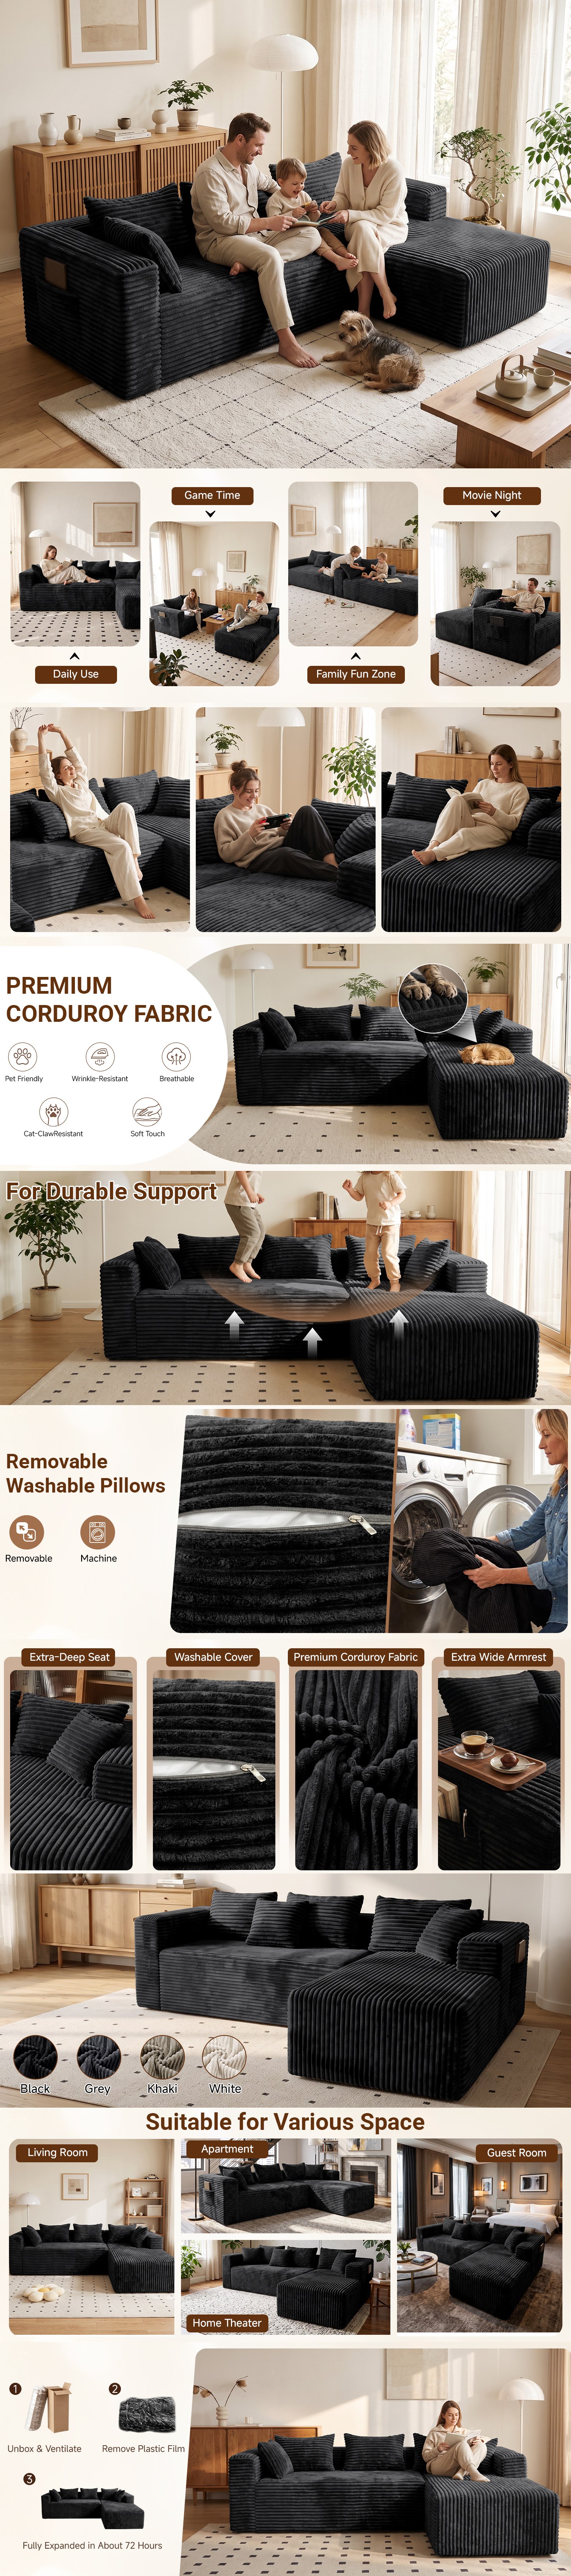 Game Time
Movie Night
Daily Use
Family Fun Zone
PREMIUM
CORDUROY FABRIC
Pet Friendly
Wrinkle-Resistant
Breathable
Cat-ClawResistant
Soft Touch
For Durable Support
Removable
Washable Pillows
Removable
Machine
Extra-Deep Seat
Washable Cover
Premium Corduroy Fabric
Extra Wide Armrest
Black
Grey
Khaki
White
Suitable for Various Space
Living Room
Apartment
Guest Room
Home Theater
1
2
Unbox & Ventilate
Remove Plastic Film
3
Fully Expanded in About 72 Hours